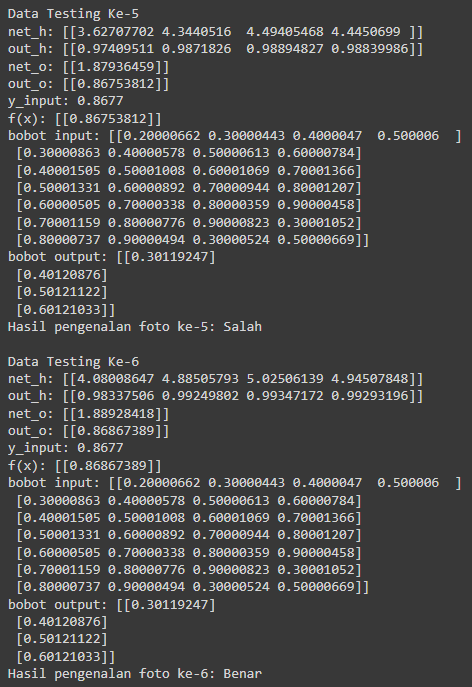 Data Testing Ke-5
net_h: [[3.62707702 4.3440516  4.49405468 4.4450699 ]]
out_h: [[0.97409511 0.9871826  0.98894827 0.98839986]]
net_o: [[1.87936459]]
out_o: [[0.86753812]]
y_input: 0.8677
f(x): [[0.86753812]]
bobot input: [[0.20000662 0.30000443 0.4000047  0.500006  ]
 [0.30000863 0.40000578 0.50000613 0.60000784]
 [0.40001505 0.50001008 0.60001069 0.70001366]
 [0.50001331 0.60000892 0.70000944 0.80001207]
 [0.60000505 0.70000338 0.80000359 0.90000458]
 [0.70001159 0.80000776 0.90000823 0.30001052]
 [0.80000737 0.90000494 0.30000524 0.50000669]]
bobot output: [[0.30119247]
 [0.40120876]
 [0.50121122]
 [0.60121033]]
Hasil pengenalan foto ke-5: Salah

Data Testing Ke-6
net_h: [[4.08008647 4.88505793 5.02506139 4.94507848]]
out_h: [[0.98337506 0.99249802 0.99347172 0.99293196]]
net_o: [[1.88928418]]
out_o: [[0.86867389]]
y_input: 0.8677
f(x): [[0.86867389]]
bobot input: [[0.20000662 0.30000443 0.4000047  0.500006  ]
 [0.30000863 0.40000578 0.50000613 0.60000784]
 [0.40001505 0.50001008 0.60001069 0.70001366]
 [0.50001331 0.60000892 0.70000944 0.80001207]
 [0.60000505 0.70000338 0.80000359 0.90000458]
 [0.70001159 0.80000776 0.90000823 0.30001052]
 [0.80000737 0.90000494 0.30000524 0.50000669]]
bobot output: [[0.30119247]
 [0.40120876]
 [0.50121122]
 [0.60121033]]
Hasil pengenalan foto ke-6: Benar